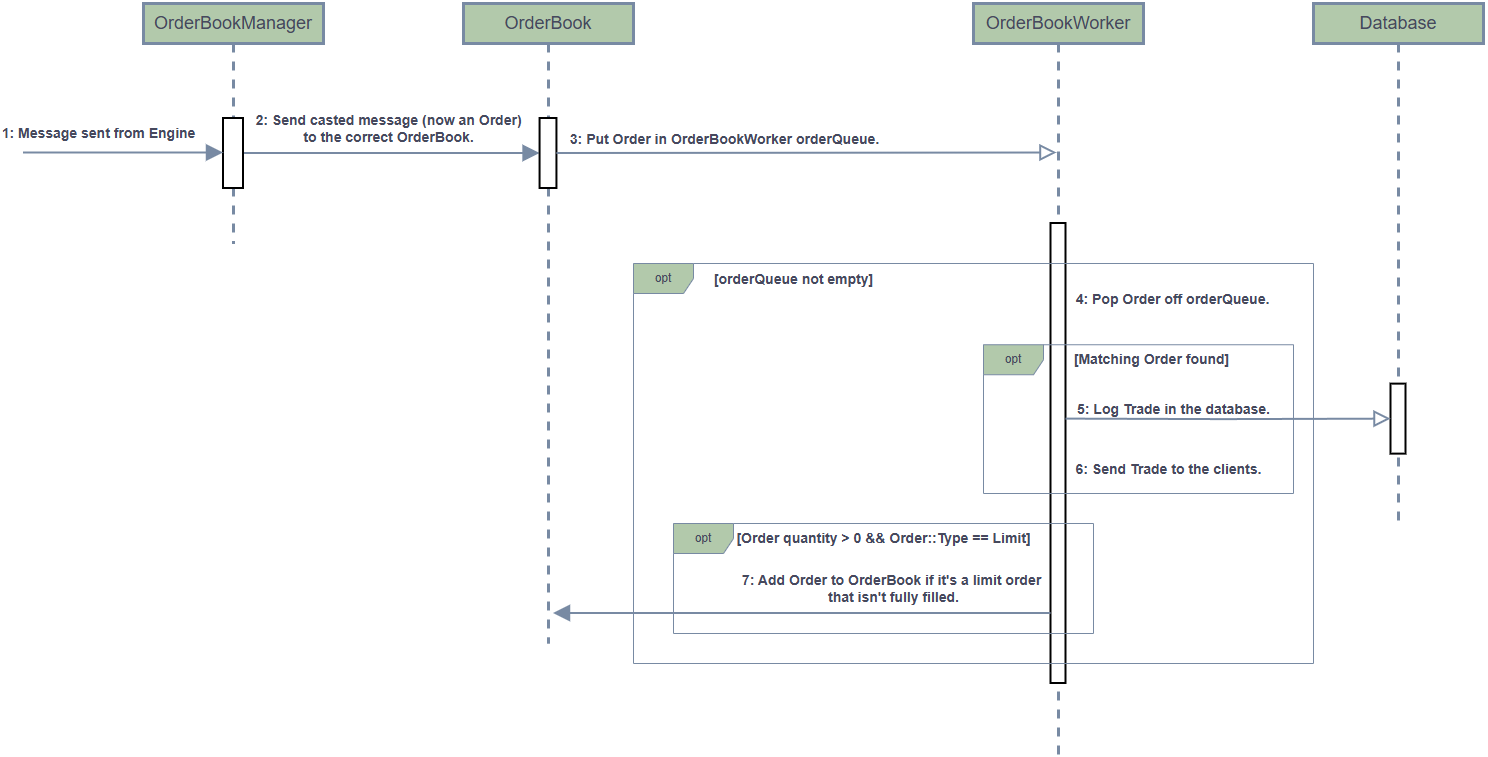 OrderBookManager
OrderBook
OrderBookWorker
Database
1: Message sent from Engine
2: Send casted message (now an Order)
to the correct OrderBook.
3: Put Order in OrderBookWorker orderQueue.
opt
[orderQueue not empty]
4: Pop Order off orderQueue.
opt
[Matching Order found]
5: Log Trade in the database.
6: Send Trade to the clients.
opt
[Order quantity > 0 && Order::Type == Limit]
7: Add Order to OrderBook if it's a limit order
that isn't fully filled.